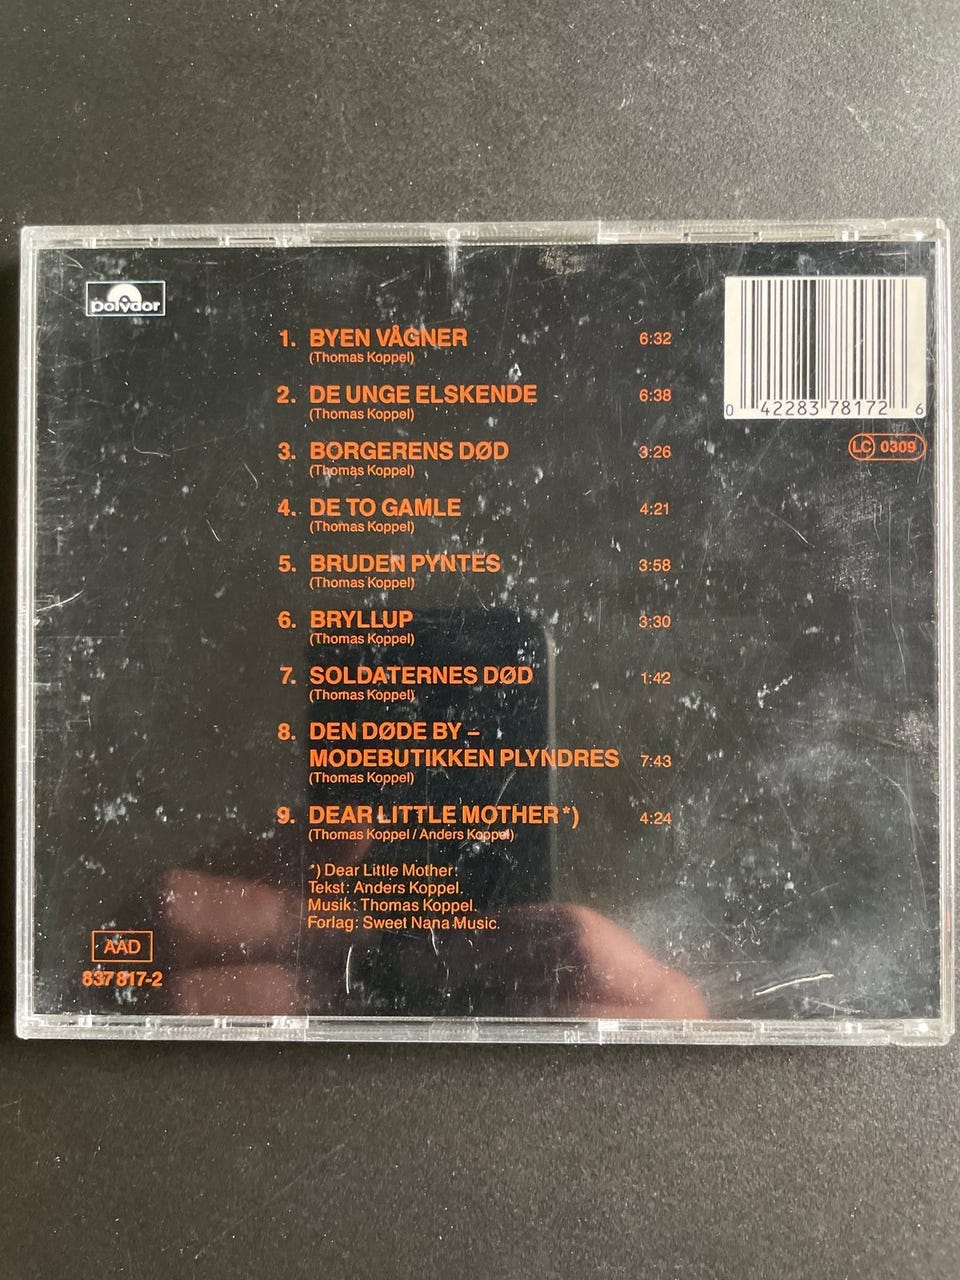 polydor
1. BYEN VÅGNER 6:32
(Thomas Koppel)
2. DE UNGE ELSKENDE 6:38
(Thomas Koppel)
3. BORGERENS DØD 3:26
(Thomas Koppel)
4. DE TO GAMLE 4:21
(Thomas Koppel)
5. BRUDEN PYNTES 3:58
(Thomas Koppel)
6. BRYLLUP 3:30
(Thomas Koppel)
7. SOLDATERNES DØD 1:42
(Thomas Koppel)
8. DEN DØDE BY –
MODEBUTIKKEN PLYNDRES 7:43
(Thomas Koppel)
9. DEAR LITTLE MOTHER *) 4:24
(Thomas Koppel / Anders Koppel)
*) Dear Little Mother:
Tekst: Anders Koppel.
Musik: Thomas Koppel.
Forlag: Sweet Nana Music.
0 42283 78172 6
LC 0309
AAD
837 817-2